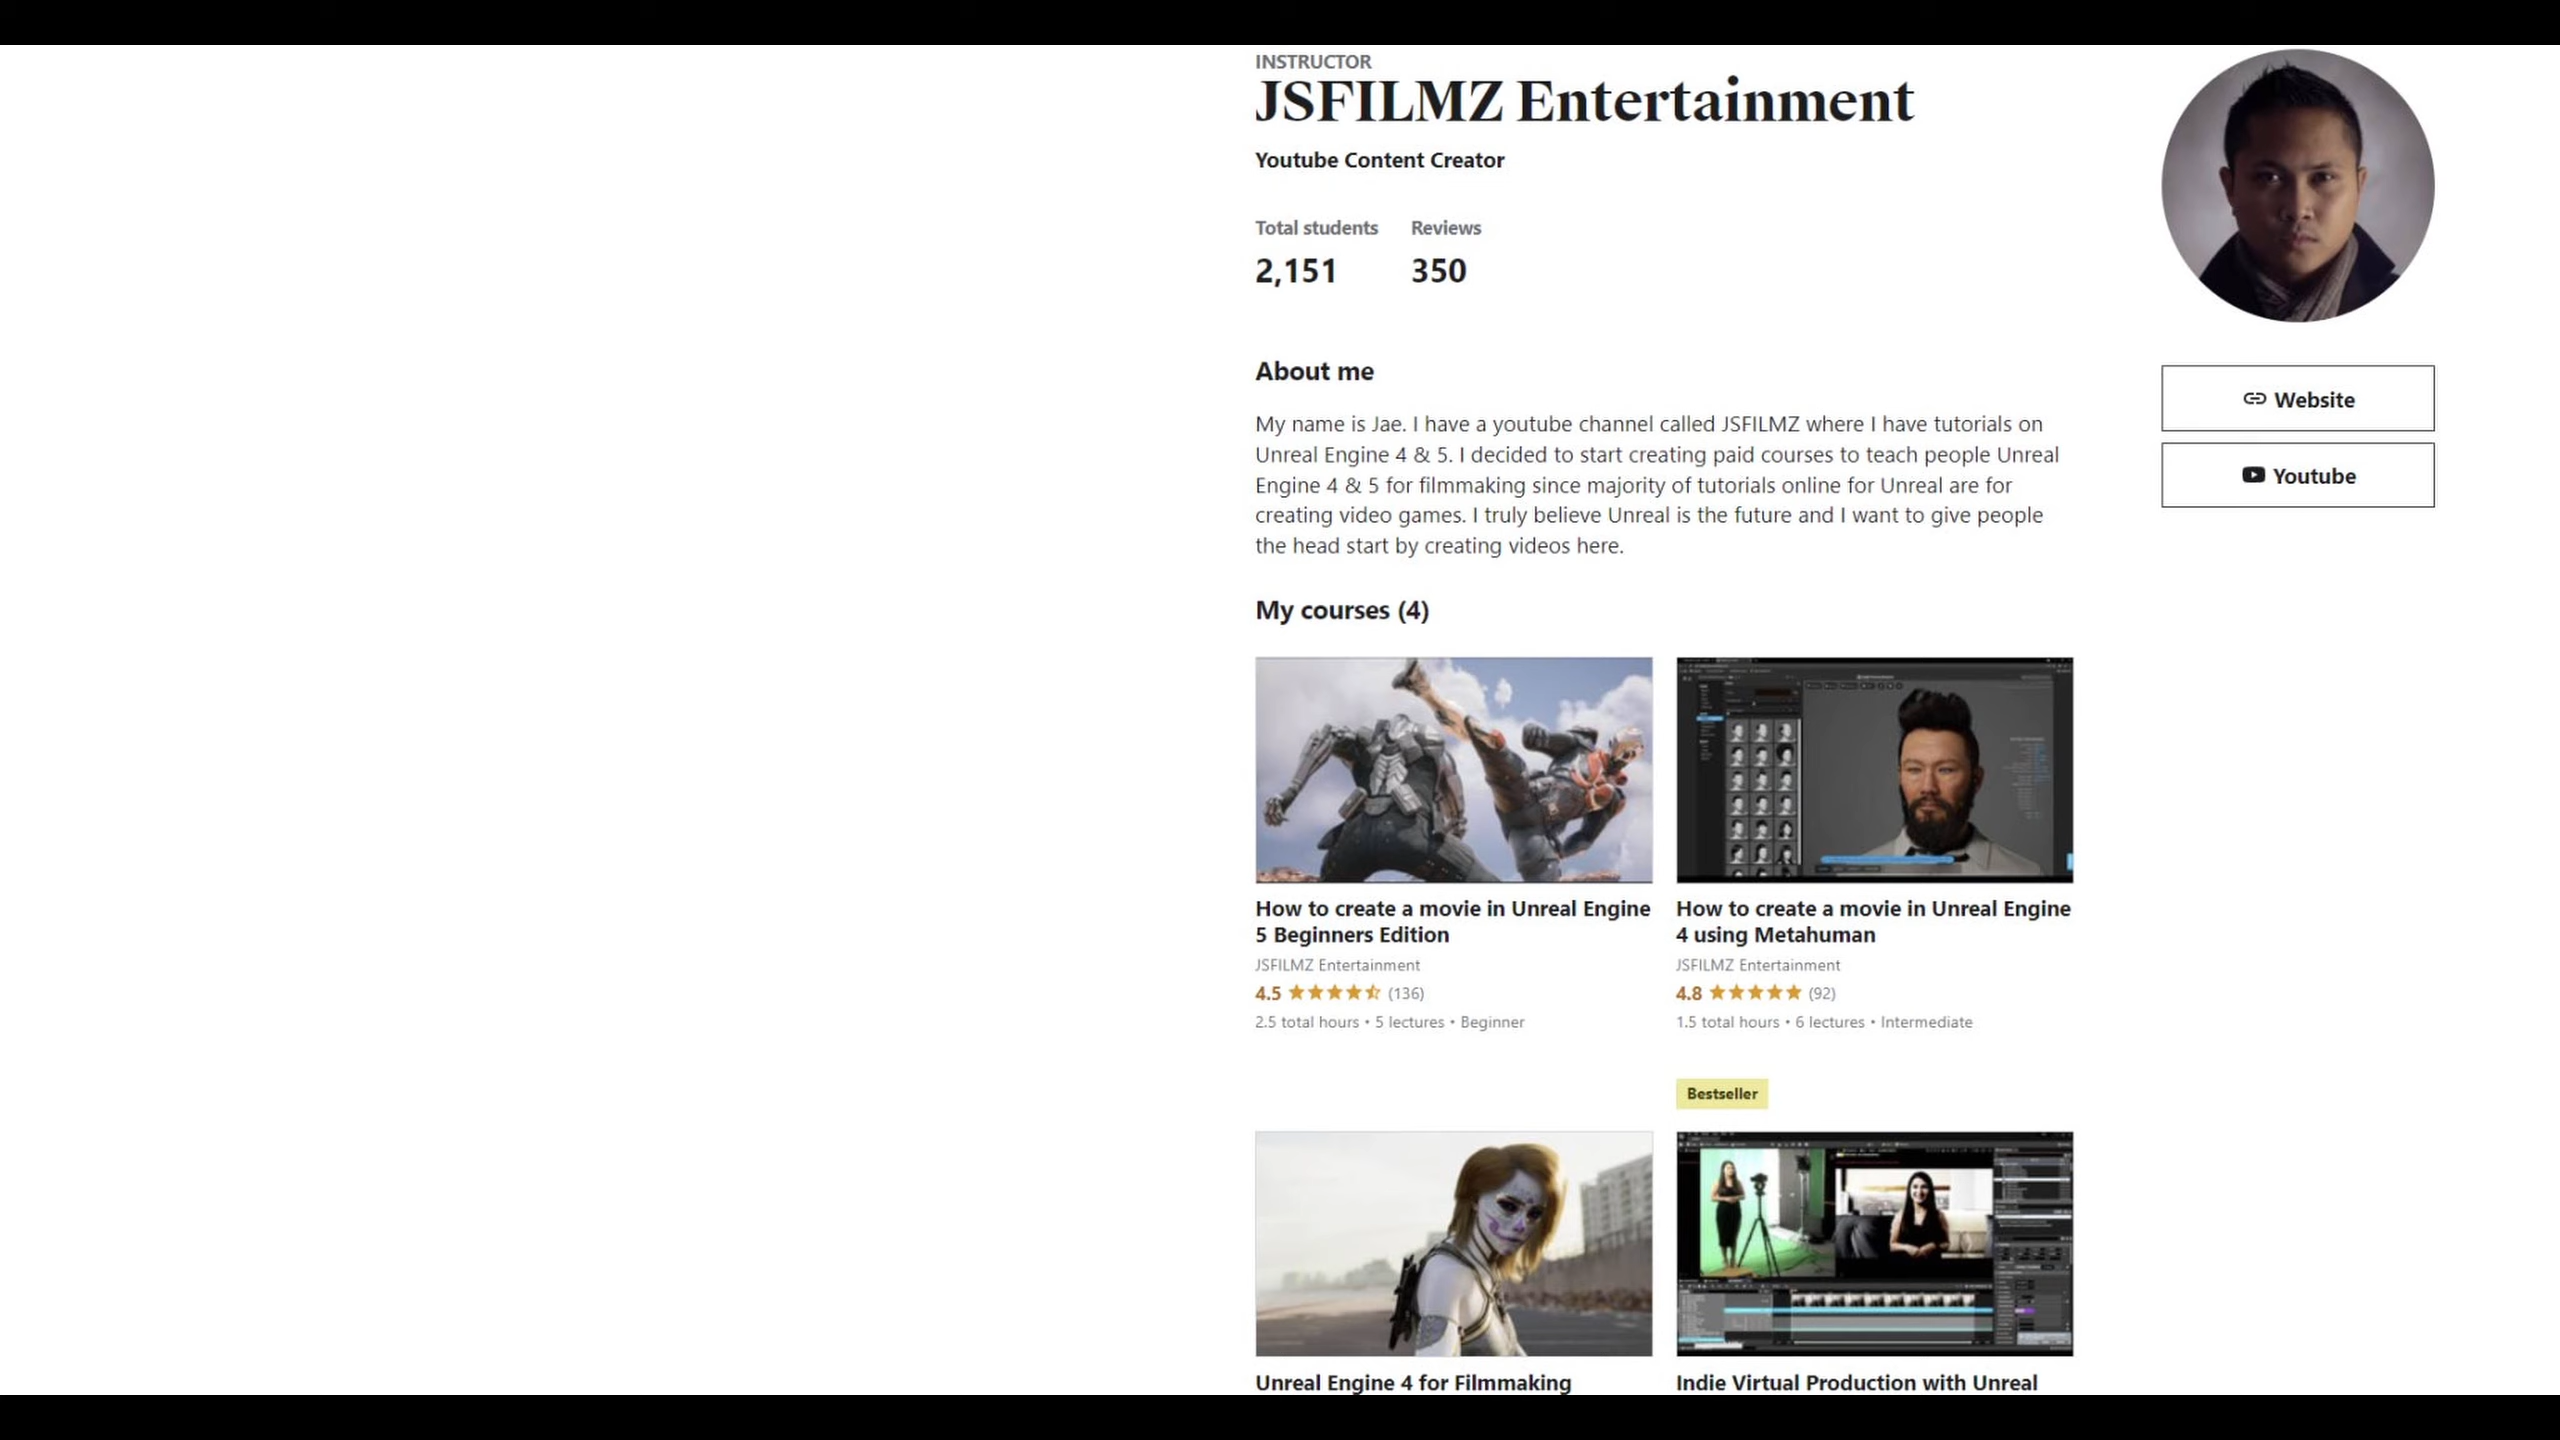 INSTRUCTOR
JSFILMZ Entertainment
Youtube Content Creator
Total students Reviews
2,151 350
About me
My name is Jae. I have a youtube channel called JSFILMZ where I have tutorials on
Unreal Engine 4 & 5. I decided to start creating paid courses to teach people Unreal
Engine 4 & 5 for filmmaking since majority of tutorials online for Unreal are for
creating video games. I truly believe Unreal is the future and I want to give people
the head start by creating videos here.
Website
Youtube
My courses (4)
How to create a movie in Unreal Engine
5 Beginners Edition
JSFILMZ Entertainment
4.5 (136)
2.5 total hours • 5 lectures • Beginner
How to create a movie in Unreal Engine
4 using Metahuman
JSFILMZ Entertainment
4.8 (92)
1.5 total hours • 6 lectures • Intermediate
Bestseller
Unreal Engine 4 for Filmmaking
Indie Virtual Production with Unreal